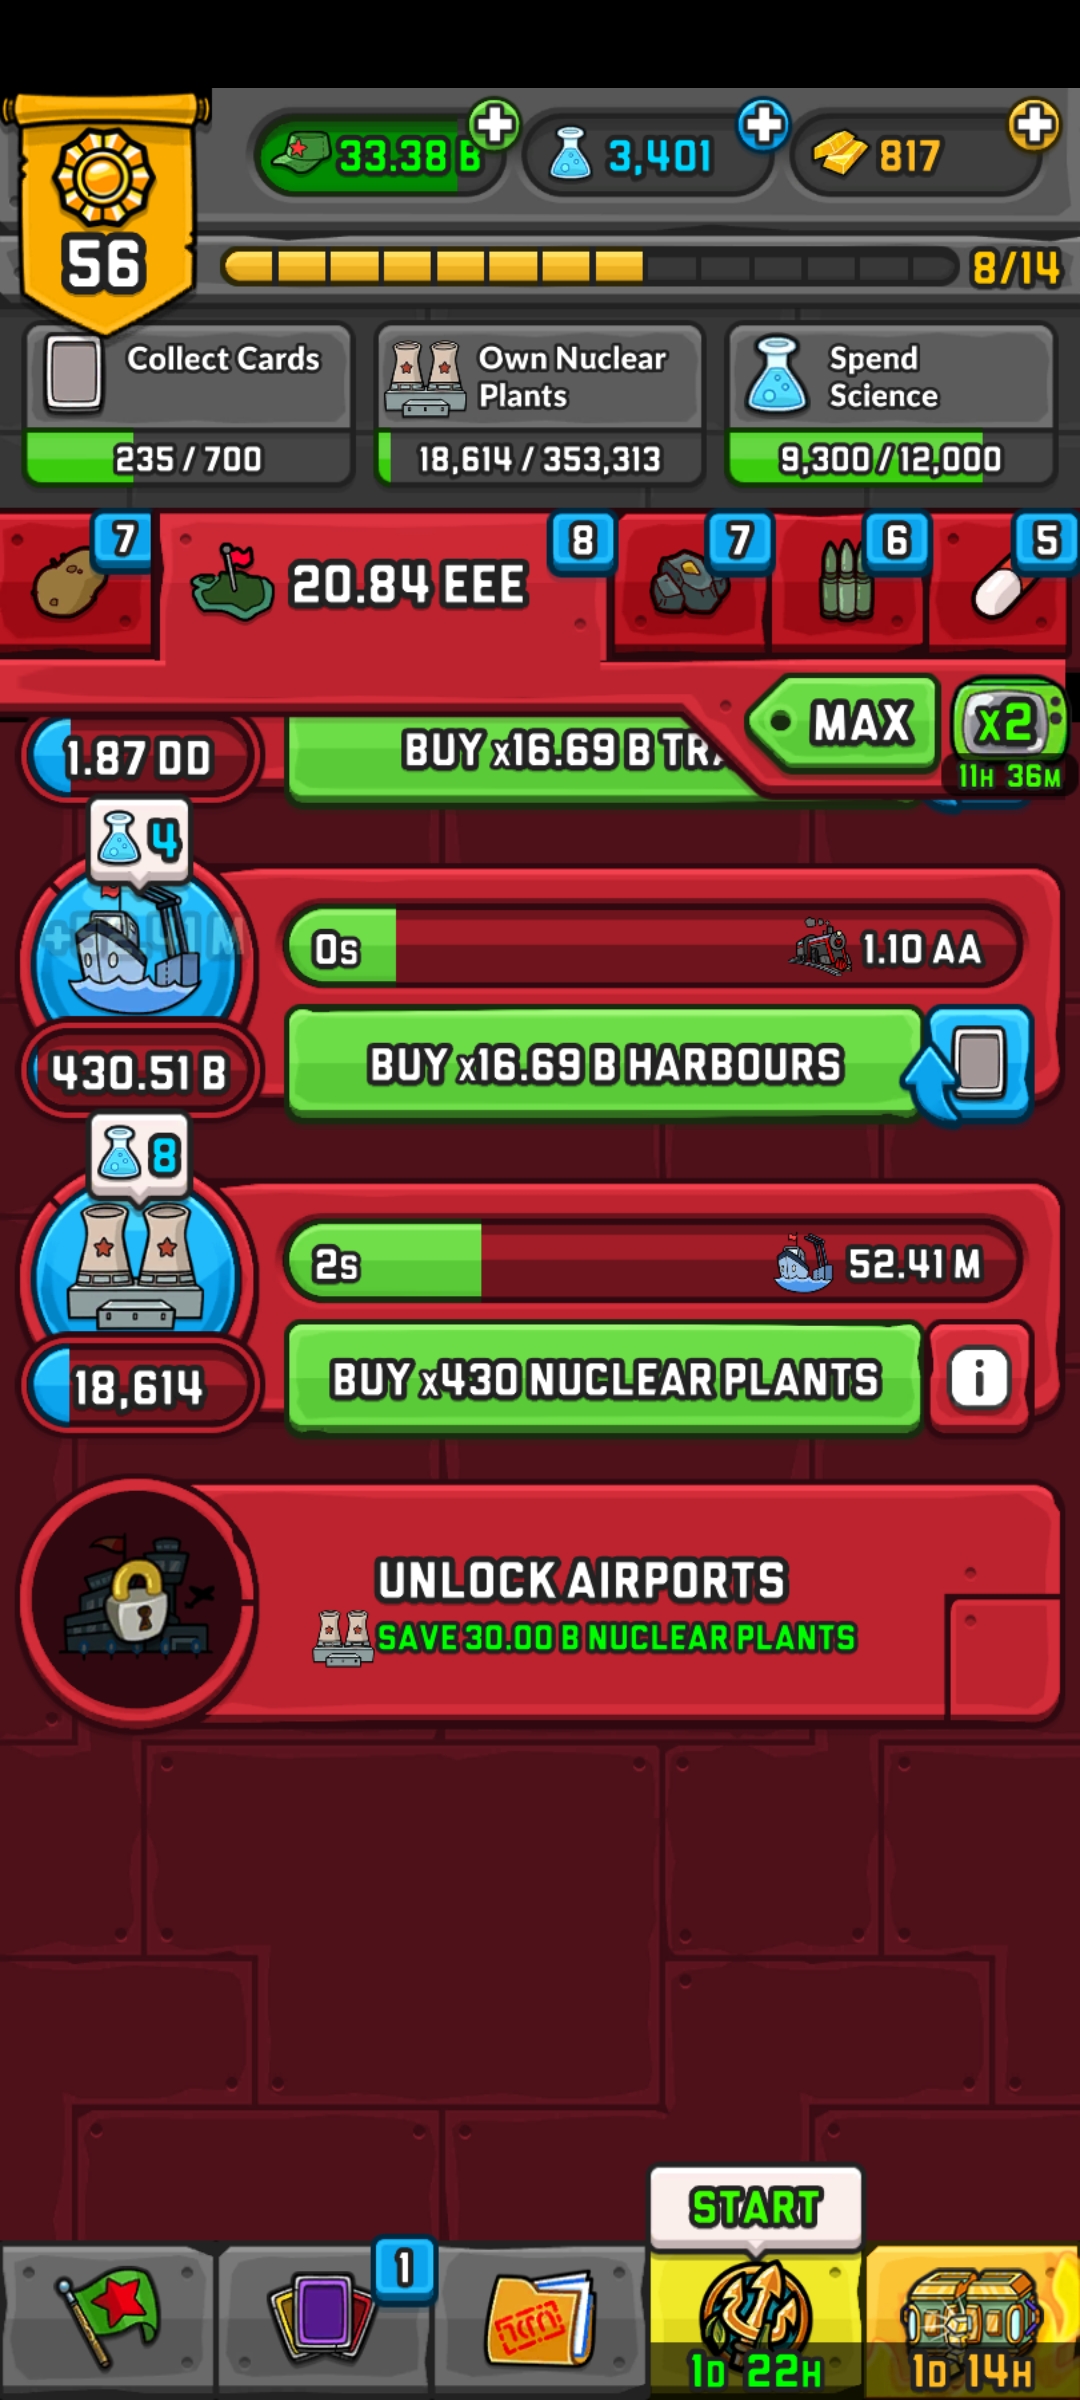 56
33.38 B
3,401
817
8/14
Collect Cards
235 / 700
Own Nuclear
Plants
18,614 / 353,313
Spend
Science
9,300 / 12,000
7
20.84 EEE
8
7
6
5
MAX
x2
11H 36M
1.87 DD
BUY x16.69 B
4
0s
1.10 AA
430.51 B
BUY x16.69 B HARBOURS
8
2s
52.41 M
18,614
BUY x430 NUCLEAR PLANTS
i
UNLOCK AIRPORTS
SAVE 30.00 B NUCLEAR PLANTS
START
1
1D 22H
1D 14H